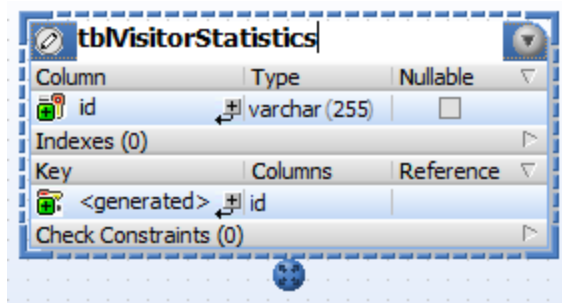 tblVisitorStatistics
Column Type Nullable
id varchar (255)
Indexes (0)
Key Columns Reference
<generated> id
Check Constraints (0)